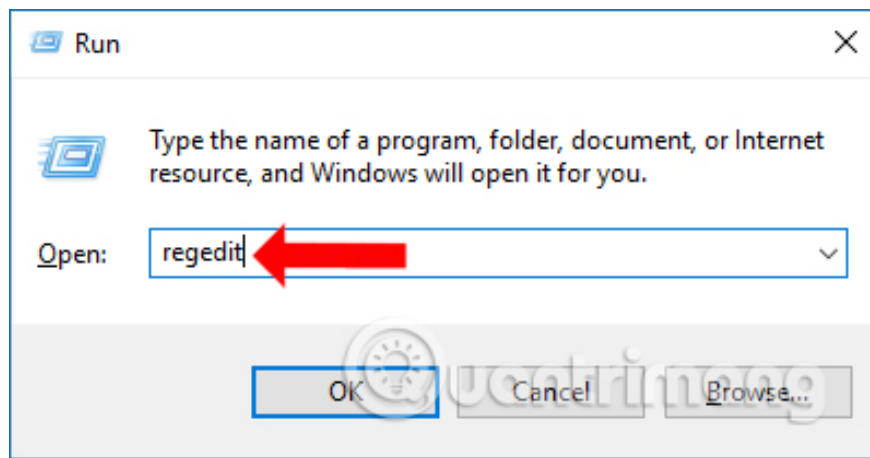 Run
Type the name of a program, folder, document, or Internet
resource, and Windows will open it for you.
Open: regedit
OK Cancel Browse...
Quantrimang